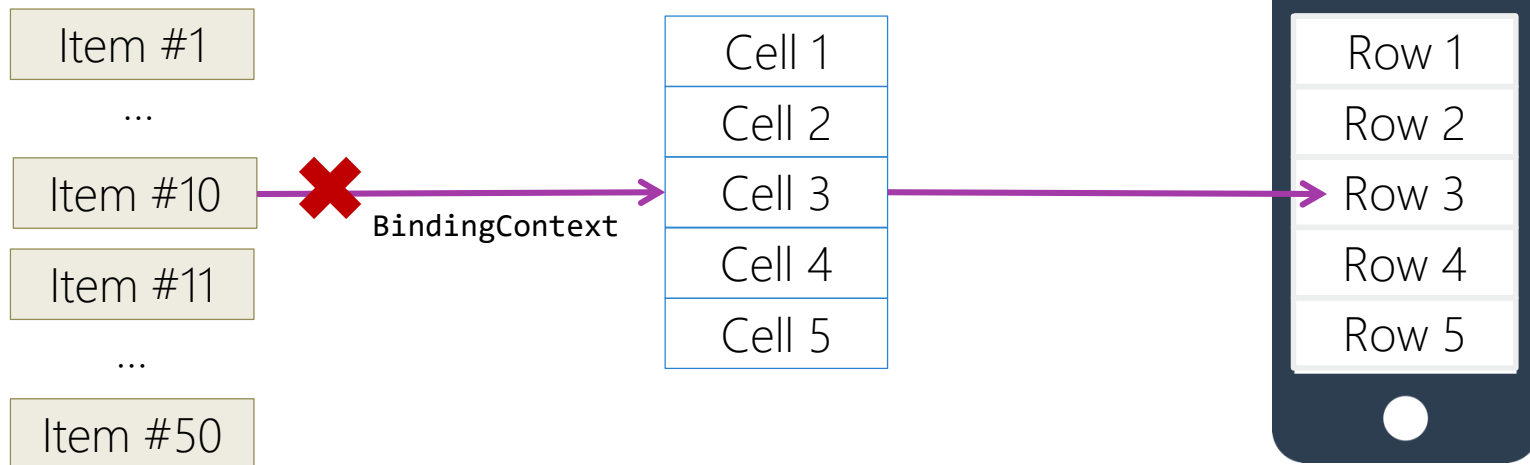 Item #1
...
Item #10
Item #11
...
Item #50
BindingContext
Cell 1
Cell 2
Cell 3
Cell 4
Cell 5
Row 1
Row 2
Row 3
Row 4
Row 5